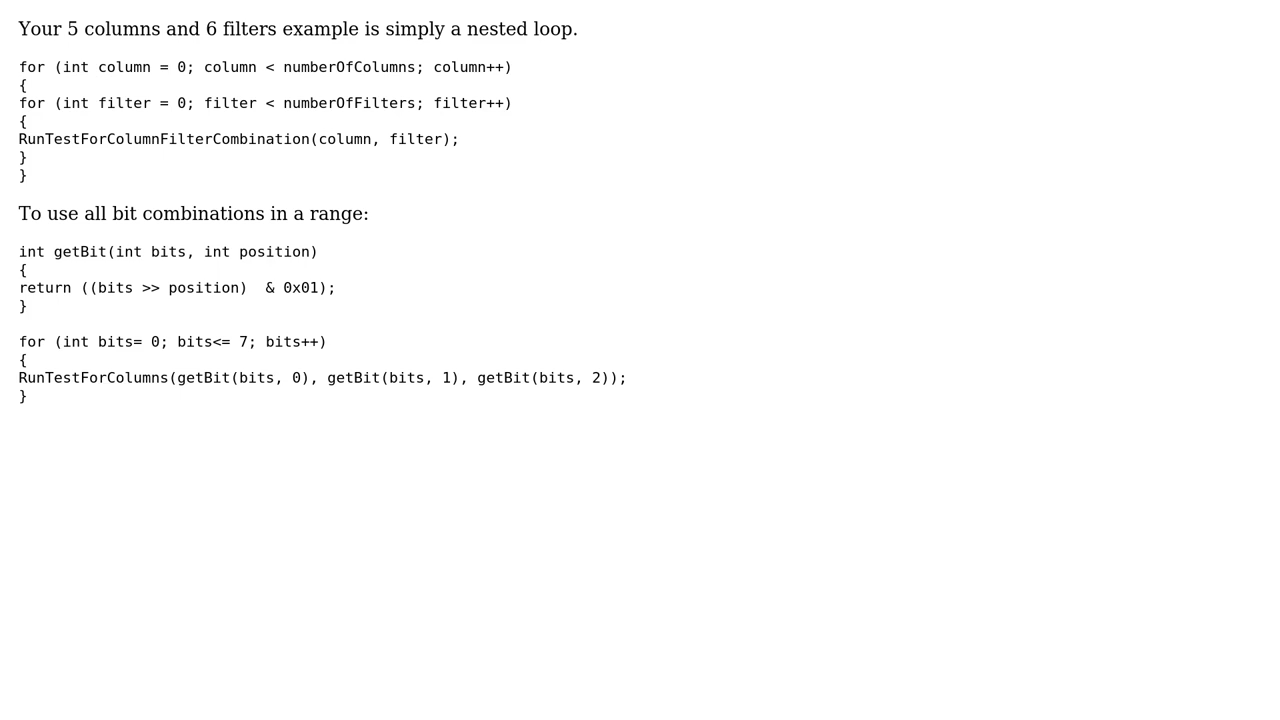 Your 5 columns and 6 filters example is simply a nested loop.
for (int column = 0; column < numberOfColumns; column++)
{
for (int filter = 0; filter < numberOfFilters; filter++)
{
RunTestForColumnFilterCombination(column, filter);
}
}
To use all bit combinations in a range:
int getBit(int bits, int position)
{
return ((bits >> position)  & 0x01);
}
for (int bits= 0; bits<= 7; bits++)
{
RunTestForColumns(getBit(bits, 0), getBit(bits, 1), getBit(bits, 2));
}